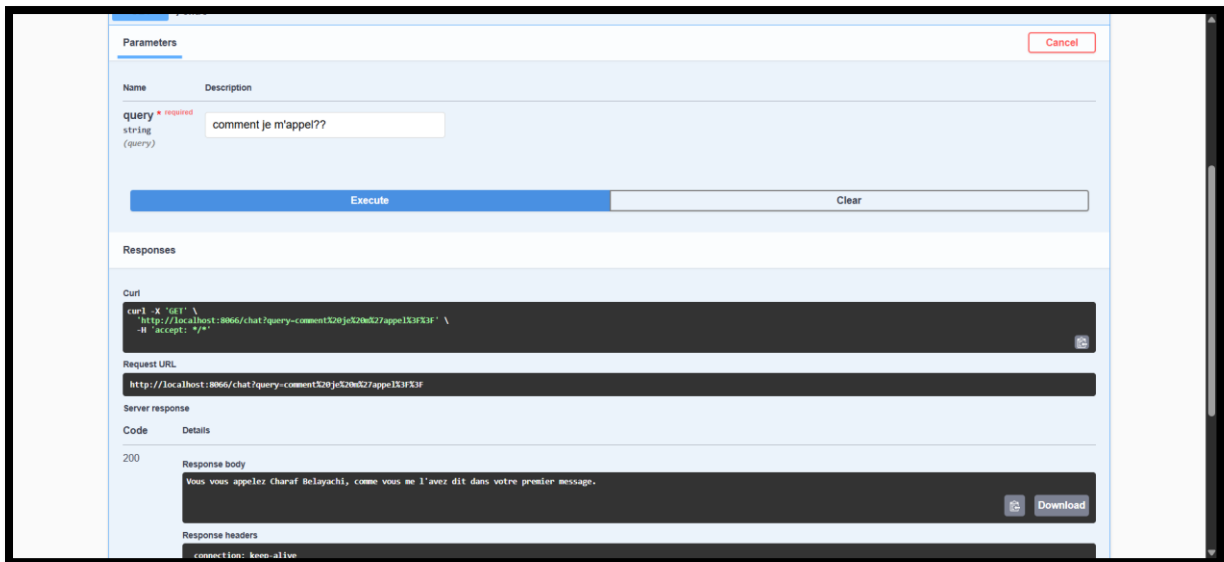 Parameters
Cancel
Name Description
query * required
string
(query)
comment je m'appel??
Execute Clear
Responses
Curl
curl -X 'GET' \
'http://localhost:8066/chat?query=comment%20je%20m%27appel%3F%3F' \
-H 'accept: */*'
Request URL
http://localhost:8066/chat?query=comment%20je%20m%27appel%3F%3F
Server response
Code Details
200
Response body
Vous vous appelez Charaf Belayachi, comme vous me l'avez dit dans votre premier message.
Download
Response headers
connection: keep-alive